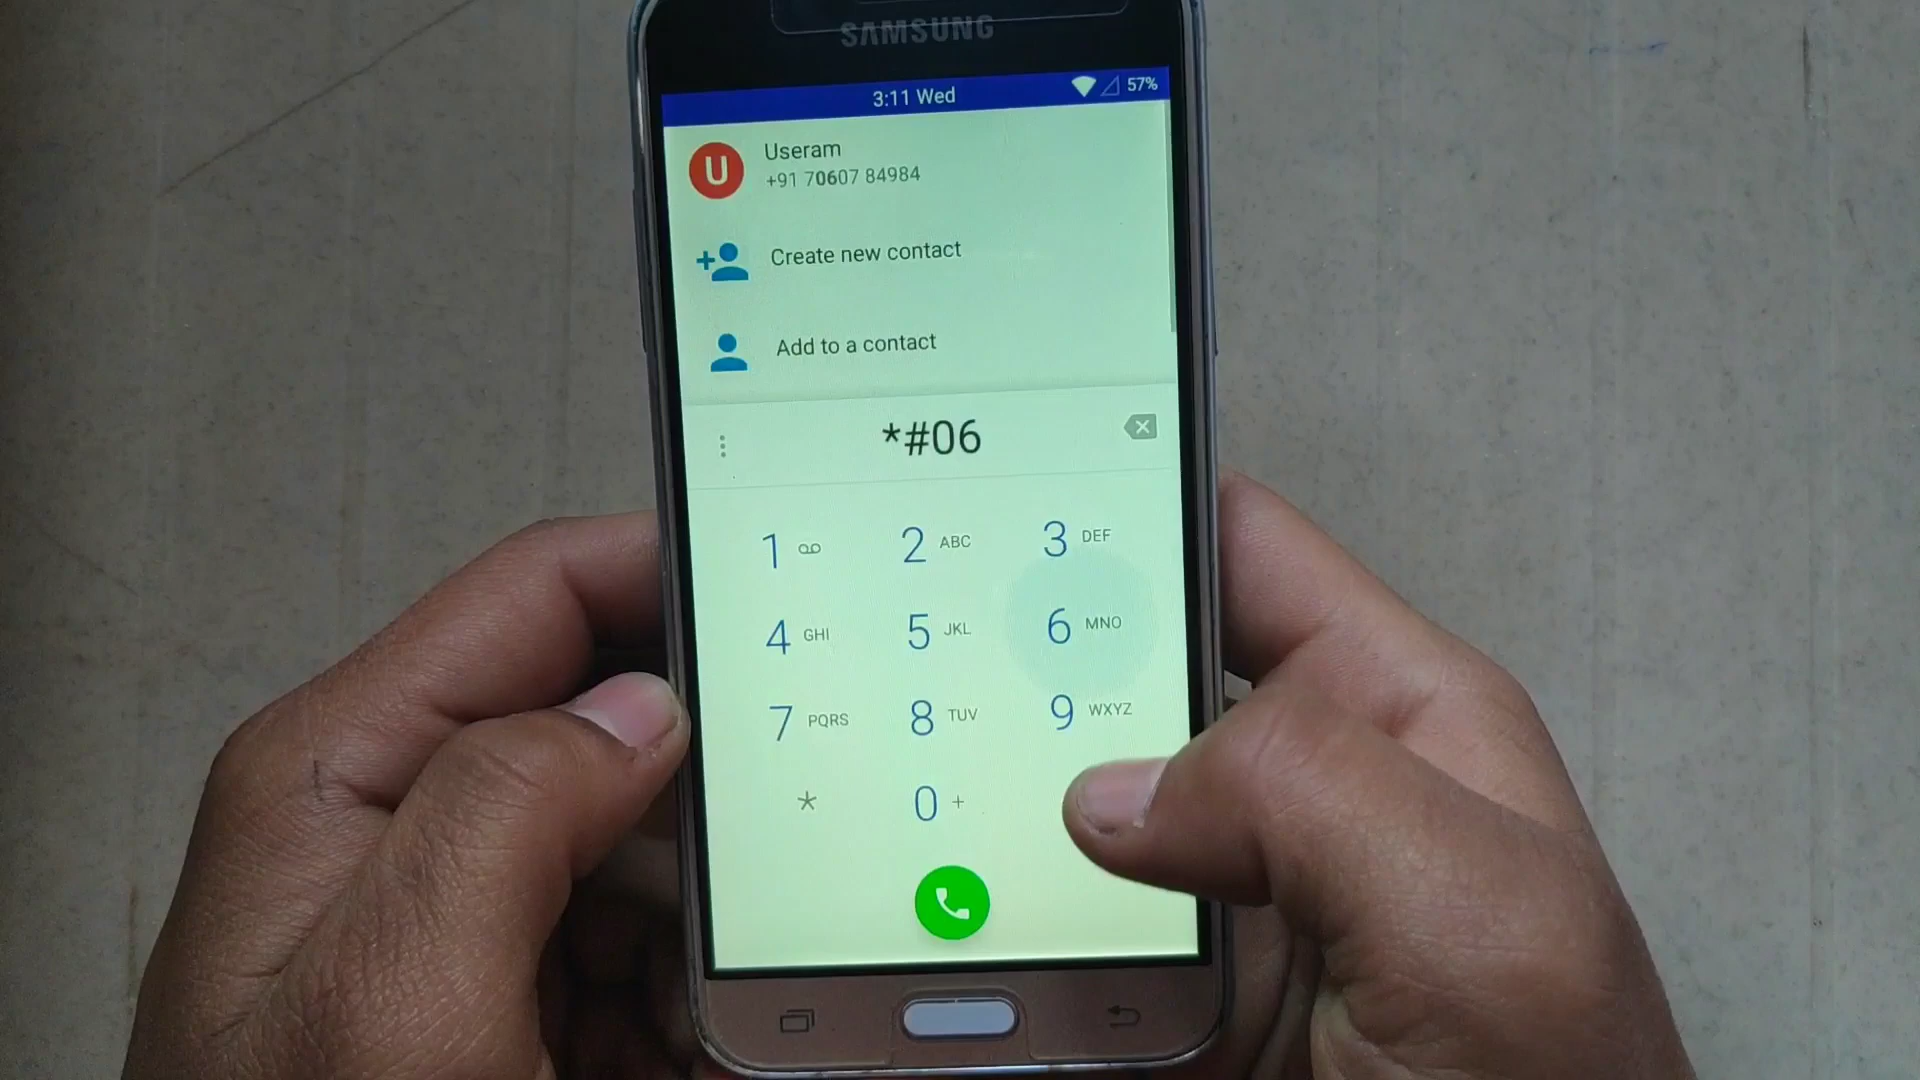 SAMSUNG
3:11 Wed 57%
U Useram
+91 70607 84984
Create new contact
Add to a contact
*#06
1 2 ABC 3 DEF
4 GHI 5 JKL 6 MNO
7 PQRS 8 TUV 9 WXYZ
* 0 +